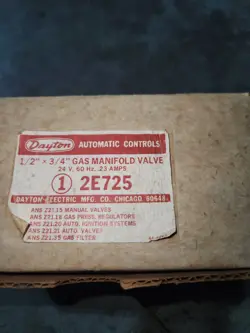 Dayton AUTOMATIC CONTROLS
1/2" x 3/4" GAS MANIFOLD VALVE
24 V, 60 Hz, .23 AMPS
1 2E725
DAYTON ELECTRIC MFG. CO. CHICAGO 60648
ANS Z21.15 MANUAL VALVES
ANS Z21.18 GAS PRESS. REGULATORS
ANS Z21.20 AUTO. IGNITION SYSTEMS
ANS Z21.21 AUTO. VALVES
ANS Z21.35 GAS FILTER